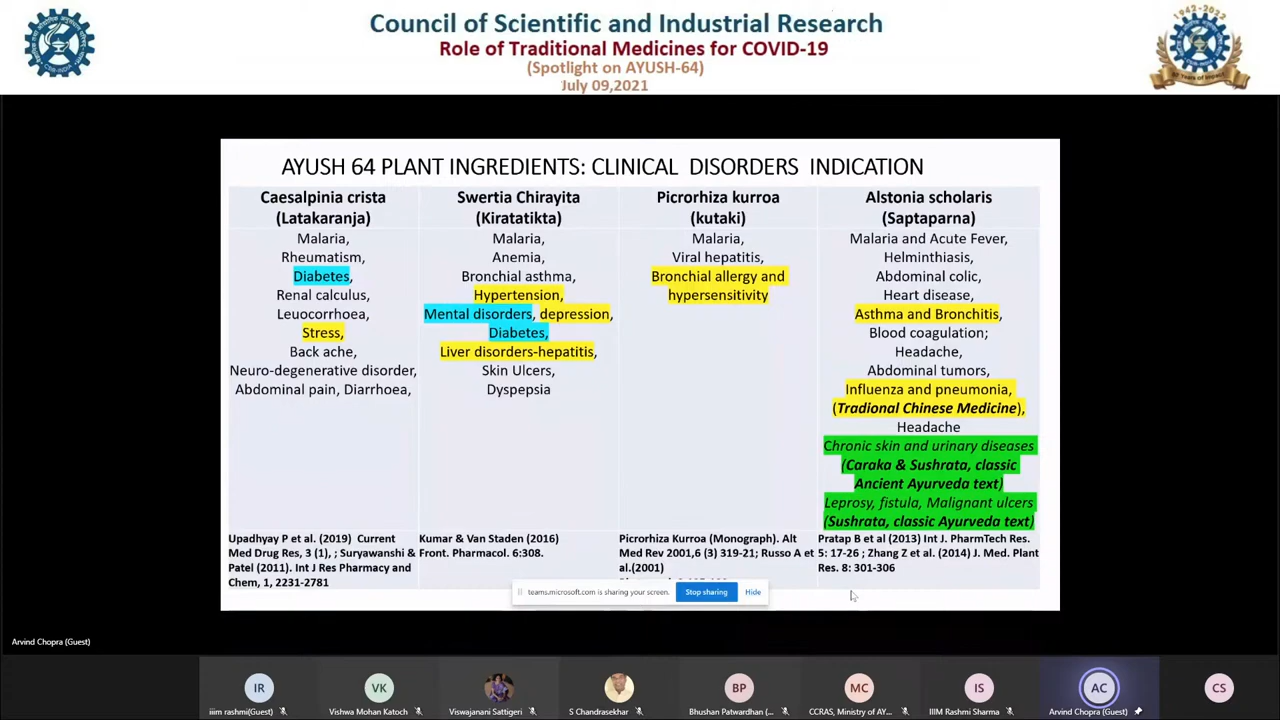 Council of Scientific and Industrial Research
Role of Traditional Medicines for COVID-19
(Spotlight on AYUSH-64)
July 09,2021
1942-2022
AYUSH 64 PLANT INGREDIENTS: CLINICAL DISORDERS INDICATION
Caesalpinia crista
(Latakaranja)
Malaria,
Rheumatism,
Diabetes,
Renal calculus,
Leucorrhoea,
Stress,
Back ache,
Neuro-degenerative disorder,
Abdominal pain, Diarrhoea,
Upadhyay P et al. (2019) Current
Med Drug Res, 3 (1), ; Suryawanshi &
Patel (2011). Int J Res Pharmacy and
Chem, 1, 2231-2781
Swertia Chirayita
(Kiratatikta)
Malaria,
Anemia,
Bronchial asthma,
Hypertension,
Mental disorders, depression,
Diabetes,
Liver disorders-hepatitis,
Skin Ulcers,
Dyspepsia
Kumar & Van Staden (2016)
Front. Pharmacol. 6:308.
Picrorhiza kurroa
(kutaki)
Malaria,
Viral hepatitis,
Bronchial allergy and
hypersensitivity
Picrorhiza Kurroa (Monograph). Alt
Med Rev 2001,6 (3) 319-21; Russo A et
al.(2001)
Alstonia scholaris
(Saptaparna)
Malaria and Acute Fever,
Helminthiasis,
Abdominal colic,
Heart disease,
Asthma and Bronchitis,
Blood coagulation;
Headache,
Abdominal tumors,
Influenza and pneumonia,
(Tradional Chinese Medicine),
Headache
Chronic skin and urinary diseases
(Caraka & Sushrata, classic
Ancient Ayurveda text)
Leprosy, fistula, Malignant ulcers
(Sushrata, classic Ayurveda text)
Pratap B et al (2013) Int J. PharmTech Res.
5: 17-26 ; Zhang Z et al. (2014) J. Med. Plant
Res. 8: 301-306
teams.microsoft.com is sharing your screen. Stop sharing Hide
Arvind Chopra (Guest)
IR VK BP MC IS AC CS
iiim rashmi(Guest) Vishwa Mohan Katoch Viswajanani Sattigeri S Chandrasekhar Bhushan Patwardhan (... CCRAS, Ministry of AY... IIIM Rashmi Sharma Arvind Chopra (Guest)